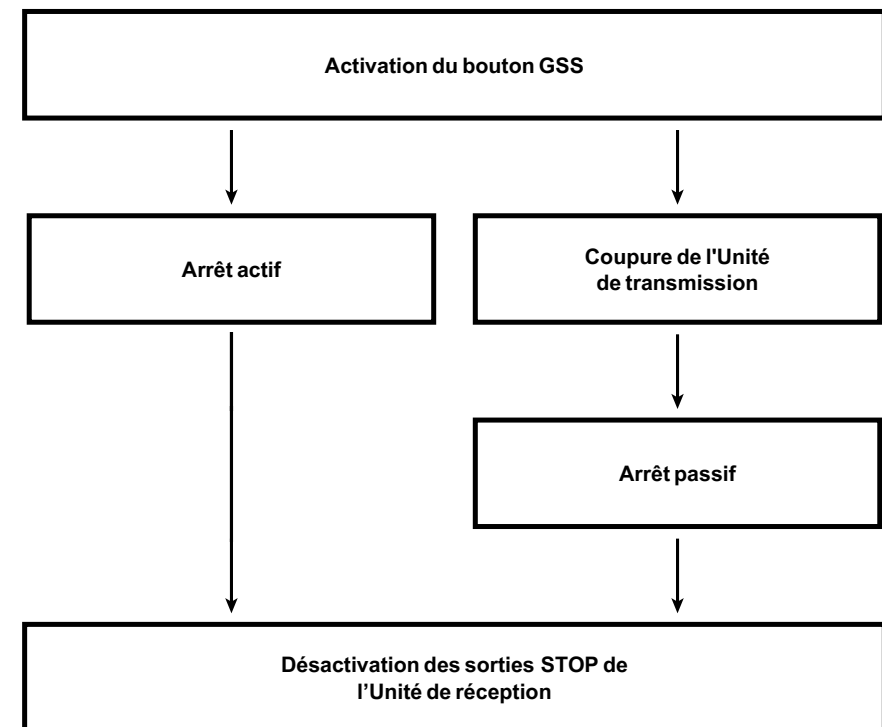 Activation du bouton GSS
Arrêt actif
Coupure de l'Unité
de transmission
Arrêt passif
Désactivation des sorties STOP de
l’Unité de réception